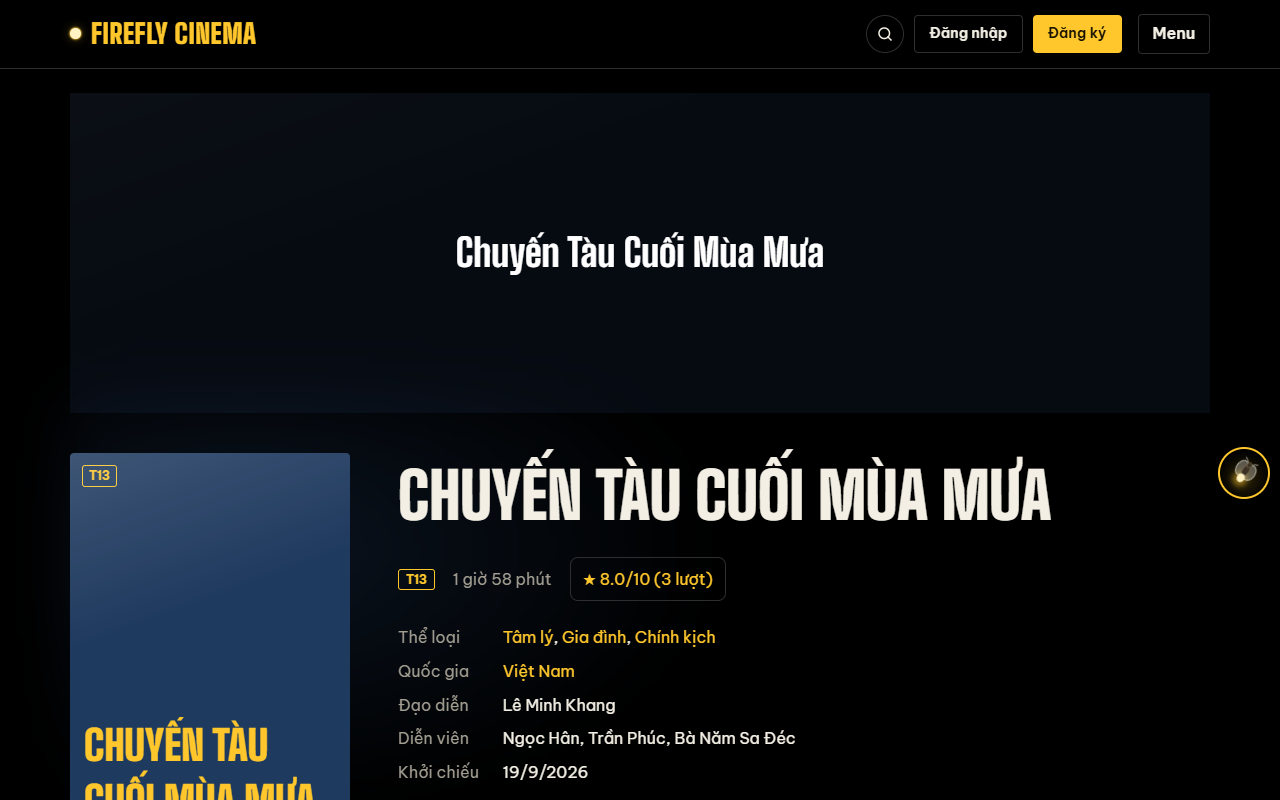 FIREFLY CINEMA
Đăng nhập
Đăng ký
Menu
Chuyến Tàu Cuối Mùa Mưa
T13
CHUYẾN TÀU
CUỐI MÙA MƯA
CHUYẾN TÀU CUỐI MÙA MƯA
T13 1 giờ 58 phút ★ 8.0/10 (3 lượt)
Thể loại Tâm lý, Gia đình, Chính kịch
Quốc gia Việt Nam
Đạo diễn Lê Minh Khang
Diễn viên Ngọc Hân, Trần Phúc, Bà Năm Sa Đéc
Khởi chiếu 19/9/2026